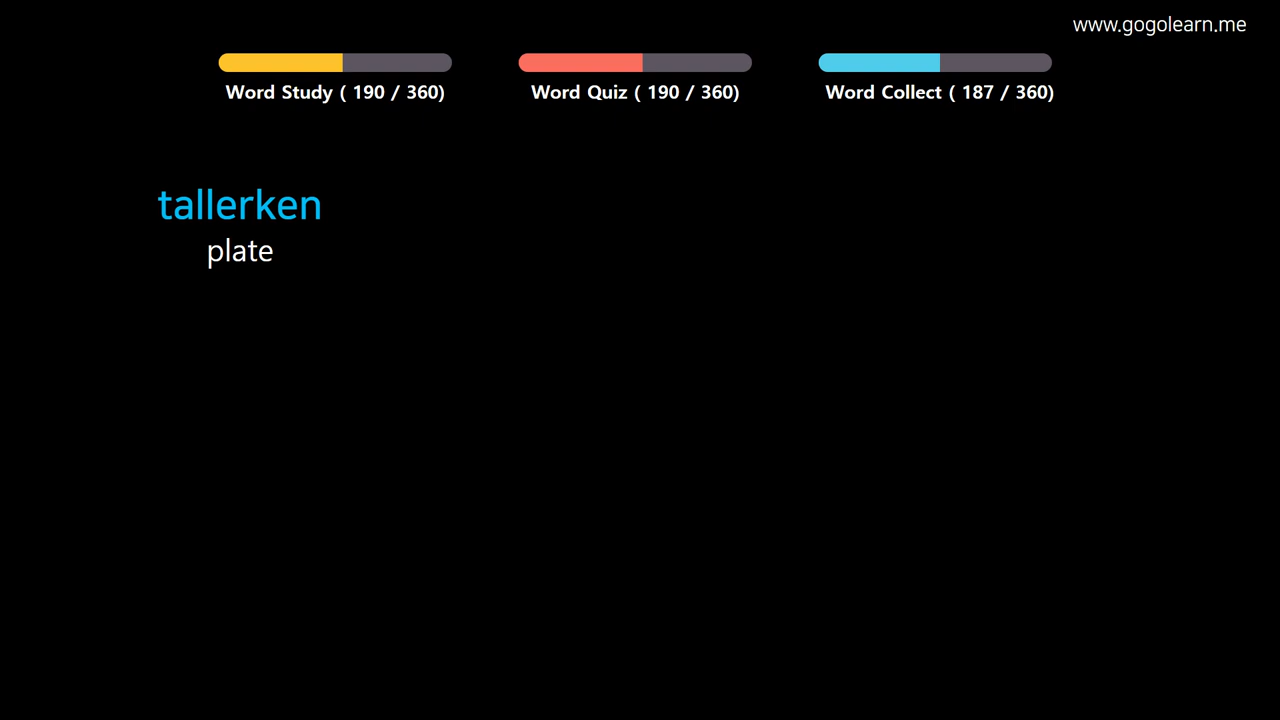 www.gogolearn.me
Word Study ( 190 / 360)
Word Quiz ( 190 / 360)
Word Collect ( 187 / 360)
tallerken
plate